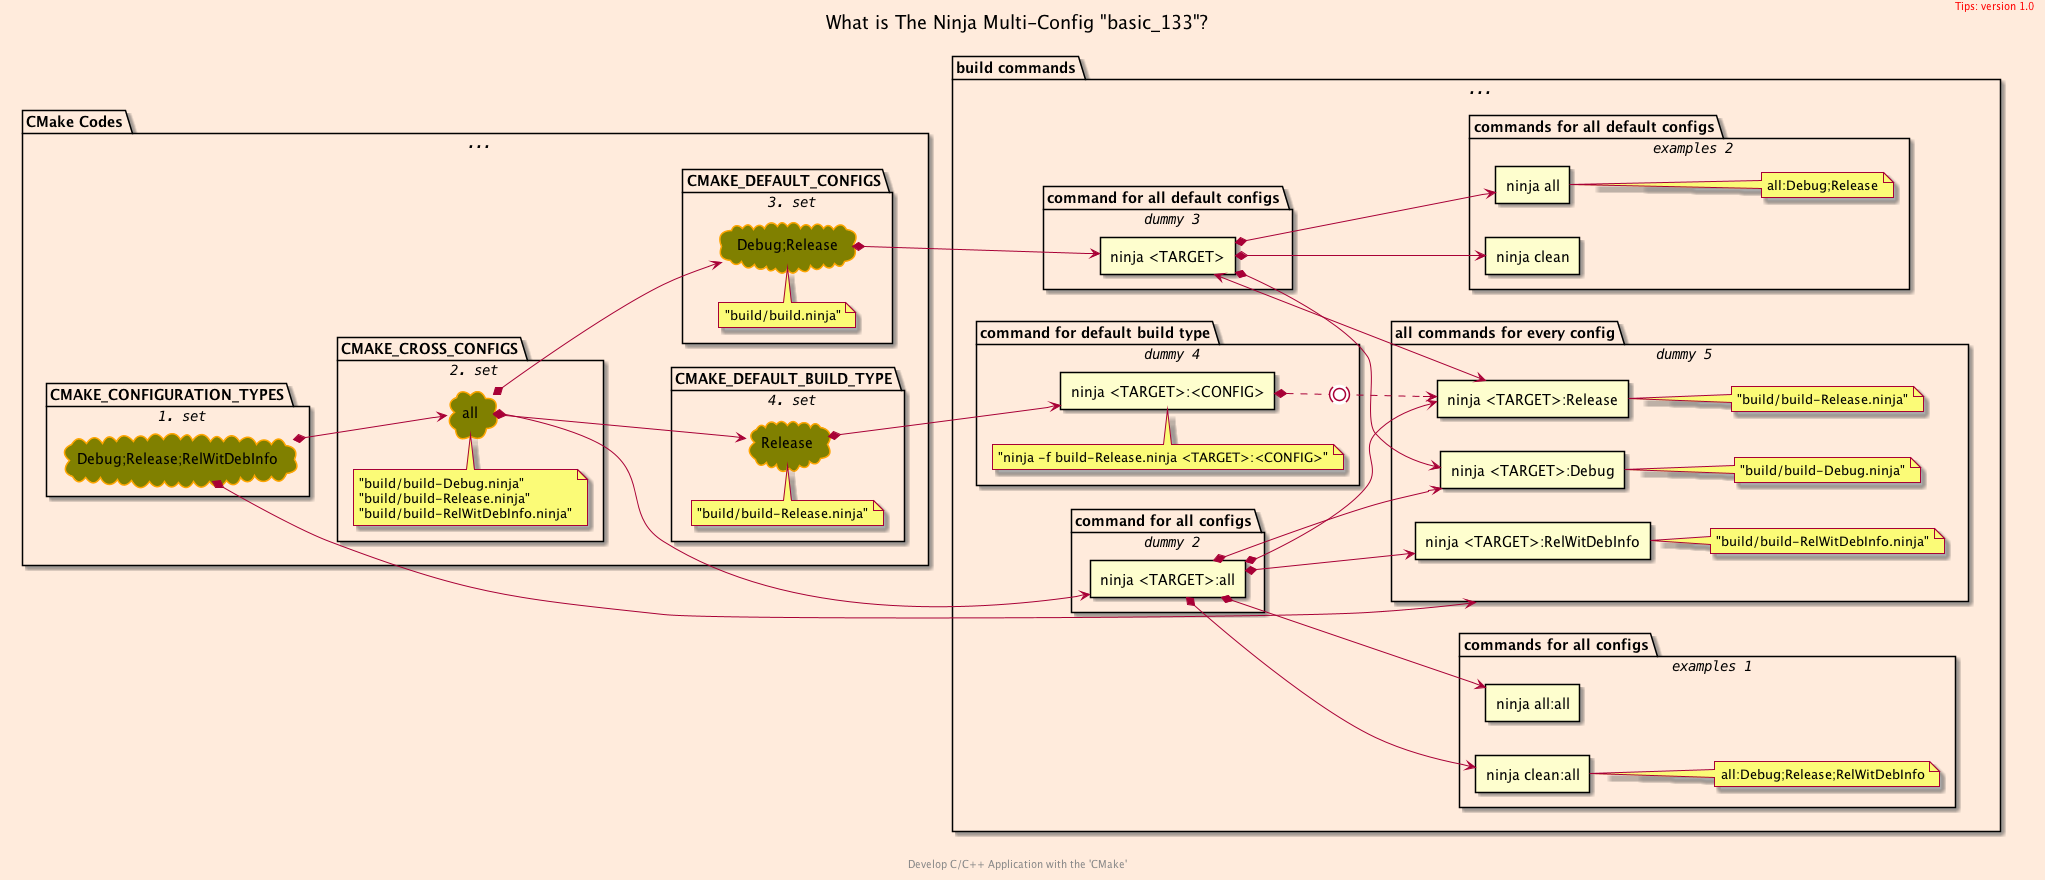 Tips: version 1.0
What is The Ninja Multi-Config "basic_133"?
CMake Codes
...
CMAKE_CONFIGURATION_TYPES
1. set
Debug;Release;RelWitDebInfo
CMAKE_CROSS_CONFIGS
2. set
all
"build/build-Debug.ninja"
"build/build-Release.ninja"
"build/build-RelWitDebInfo.ninja"
CMAKE_DEFAULT_CONFIGS
3. set
Debug;Release
"build/build.ninja"
CMAKE_DEFAULT_BUILD_TYPE
4. set
Release
"build/build-Release.ninja"
build commands
...
command for all default configs
dummy 3
ninja <TARGET>
command for default build type
dummy 4
ninja <TARGET>:<CONFIG>
"ninja -f build-Release.ninja <TARGET>:<CONFIG>"
command for all configs
dummy 2
ninja <TARGET>:all
commands for all default configs
examples 2
ninja all
all:Debug;Release
ninja clean
all commands for every config
dummy 5
ninja <TARGET>:Release
"build/build-Release.ninja"
ninja <TARGET>:Debug
"build/build-Debug.ninja"
ninja <TARGET>:RelWitDebInfo
"build/build-RelWitDebInfo.ninja"
commands for all configs
examples 1
ninja all:all
ninja clean:all
all:Debug;Release;RelWitDebInfo
Develop C/C++ Application with the 'CMake'